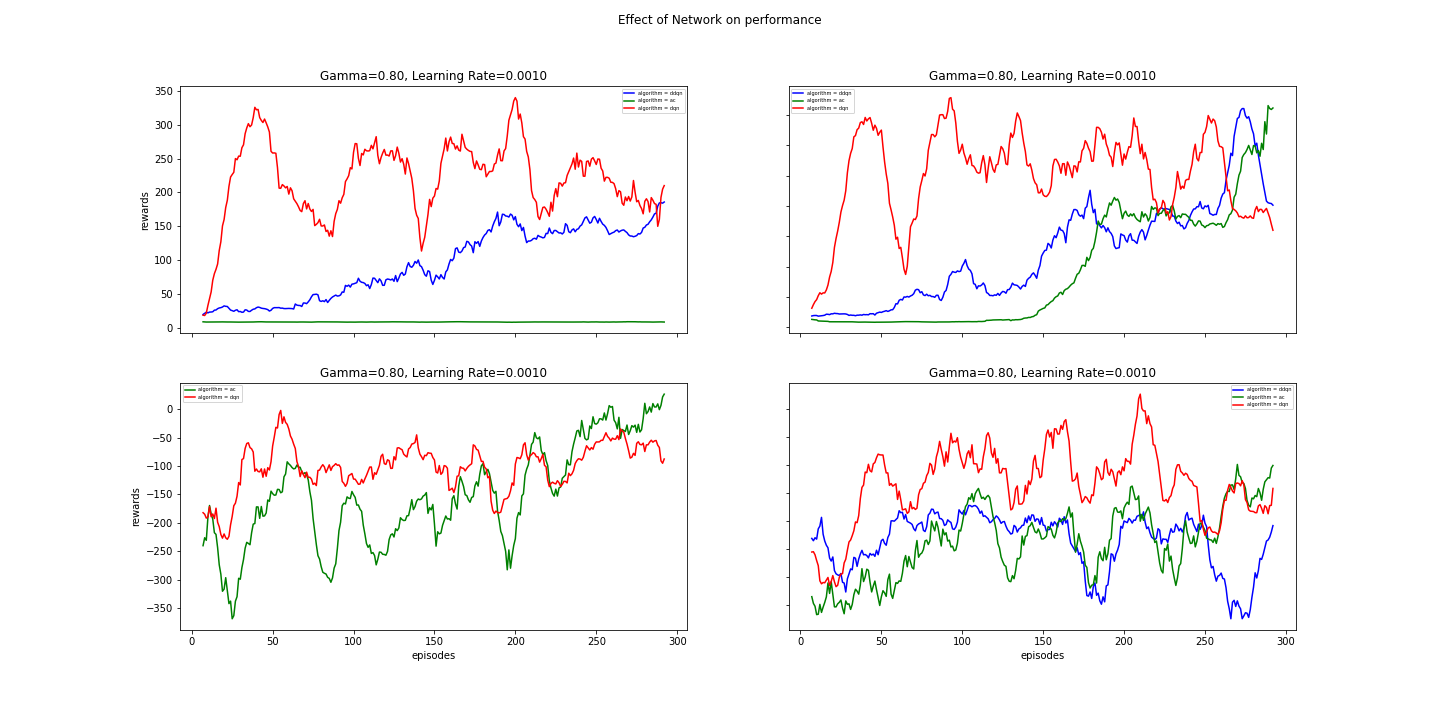 Effect of Network on performance
Gamma=0.80, Learning Rate=0.0010
Gamma=0.80, Learning Rate=0.0010
350
300
250
200
150
100
50
0
rewards
algorithm = ddqn
algorithm = ac
algorithm = dqn
algorithm = ddqn
algorithm = ac
algorithm = dqn
Gamma=0.80, Learning Rate=0.0010
Gamma=0.80, Learning Rate=0.0010
0
−50
−100
−150
−200
−250
−300
−350
rewards
algorithm = ac
algorithm = dqn
algorithm = ddqn
algorithm = ac
algorithm = dqn
0 50 100 150 200 250 300
0 50 100 150 200 250 300
episodes
episodes